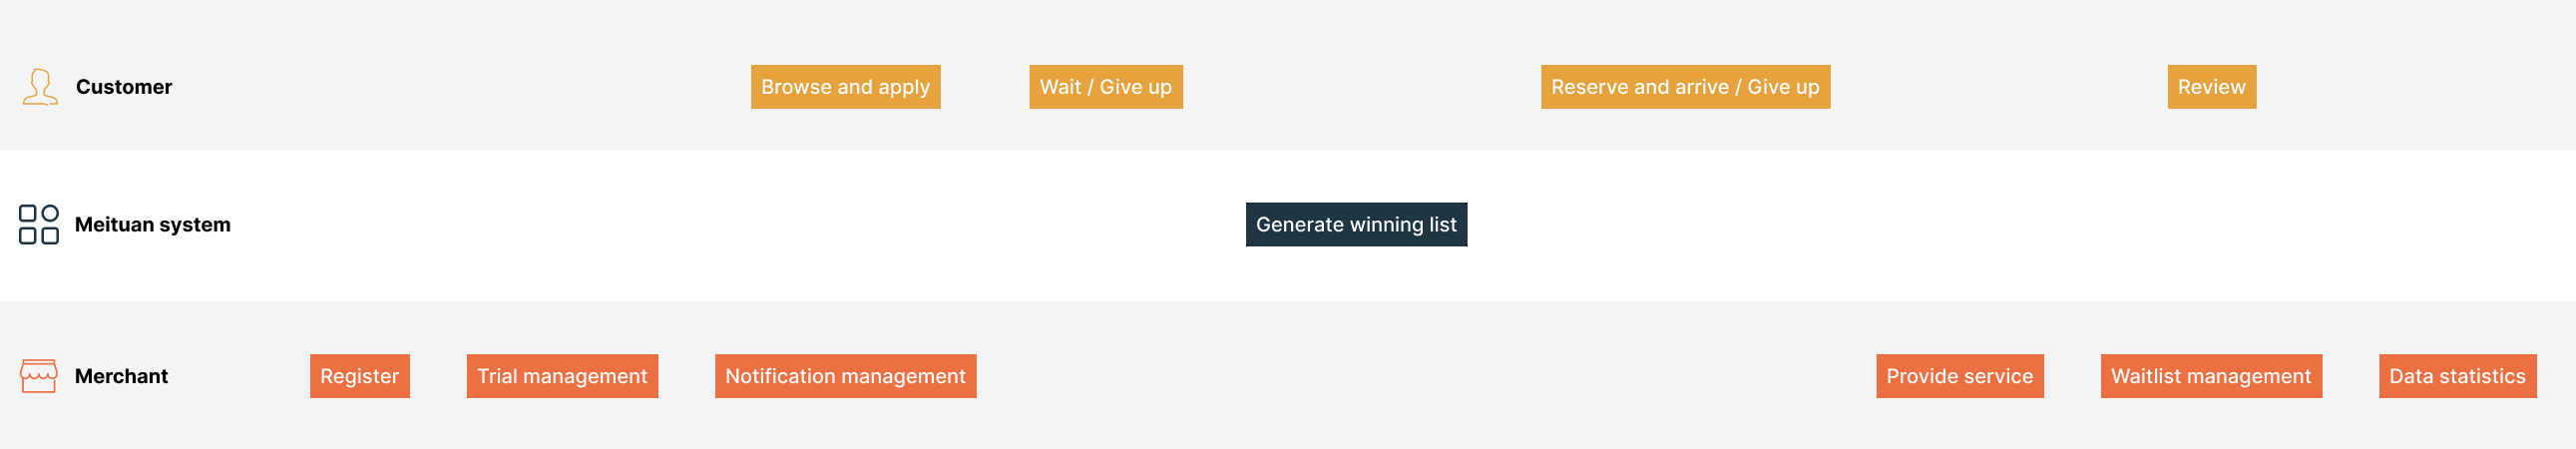 Customer
Browse and apply
Wait / Give up
Reserve and arrive / Give up
Review
Meituan system
Generate winning list
Merchant
Register
Trial management
Notification management
Provide service
Waitlist management
Data statistics